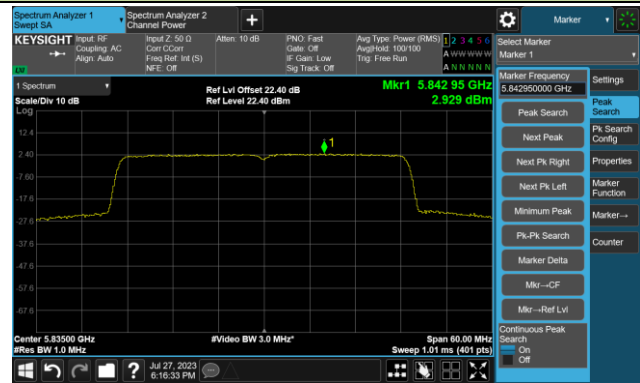 Spectrum Analyzer 1
Swept SA
Spectrum Analyzer 2
Channel Power
+
Marker
KEYSIGHT
Input: RF
Coupling: AC
Align: Auto
Input Z: 50 Ω
Corr CCorr
Freq Ref: Int (S)
NFE: Off
Atten: 10 dB
PNO: Fast
Gate: Off
IF Gain: Low
Sig Track: Off
Avg Type: Power (RMS)
Avg|Hold: 100/100
Trig: Free Run
1 2 3 4 5 6
A W W W W W
A N N N N N
LW
Select Marker
Marker 1
1 Spectrum
Scale/Div 10 dB
Log
Ref Lvl Offset 22.40 dB
Ref Level 22.40 dBm
Mkr1 5.842 95 GHz
2.929 dBm
12.4
2.40
-7.60
-17.6
-27.6
-37.6
-47.6
-57.6
-67.6
1
Center 5.83500 GHz
#Res BW 1.0 MHz
#Video BW 3.0 MHz*
Span 60.00 MHz
Sweep 1.01 ms (401 pts)
Marker Frequency
5.842950000 GHz
Peak Search
Next Peak
Next Pk Right
Next Pk Left
Minimum Peak
Pk-Pk Search
Marker Delta
Mkr→CF
Mkr→Ref Lvl
Continuous Peak
Search
On
Off
Settings
Peak
Search
Pk Search
Config
Properties
Marker
Function
Marker→
Counter
?
Jul 27, 2023
6:16:33 PM